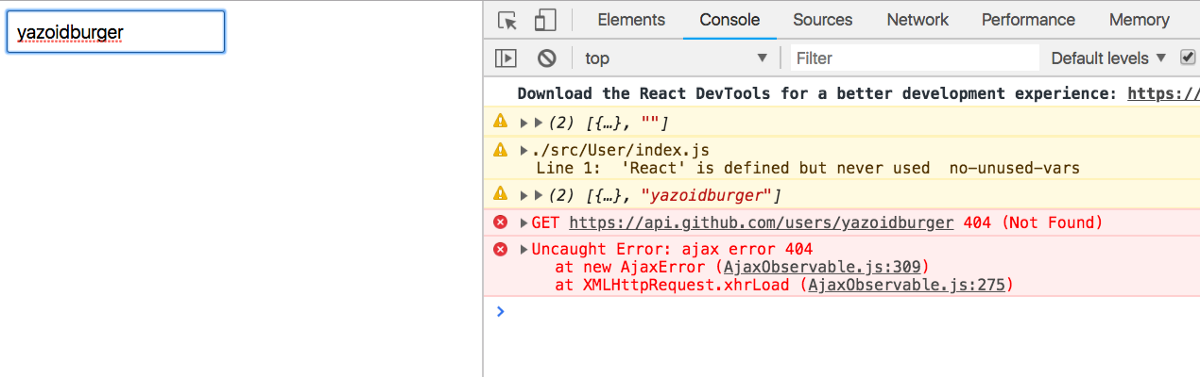 yazoidburger
Elements Console Sources Network Performance Memory
top Filter Default levels
Download the React DevTools for a better development experience: https://
(2) [{…}, ""]
./src/User/index.js
Line 1: 'React' is defined but never used no-unused-vars
(2) [{…}, "yazoidburger"]
GET https://api.github.com/users/yazoidburger 404 (Not Found)
Uncaught Error: ajax error 404
at new AjaxError (AjaxObservable.js:309)
at XMLHttpRequest.xhrLoad (AjaxObservable.js:275)